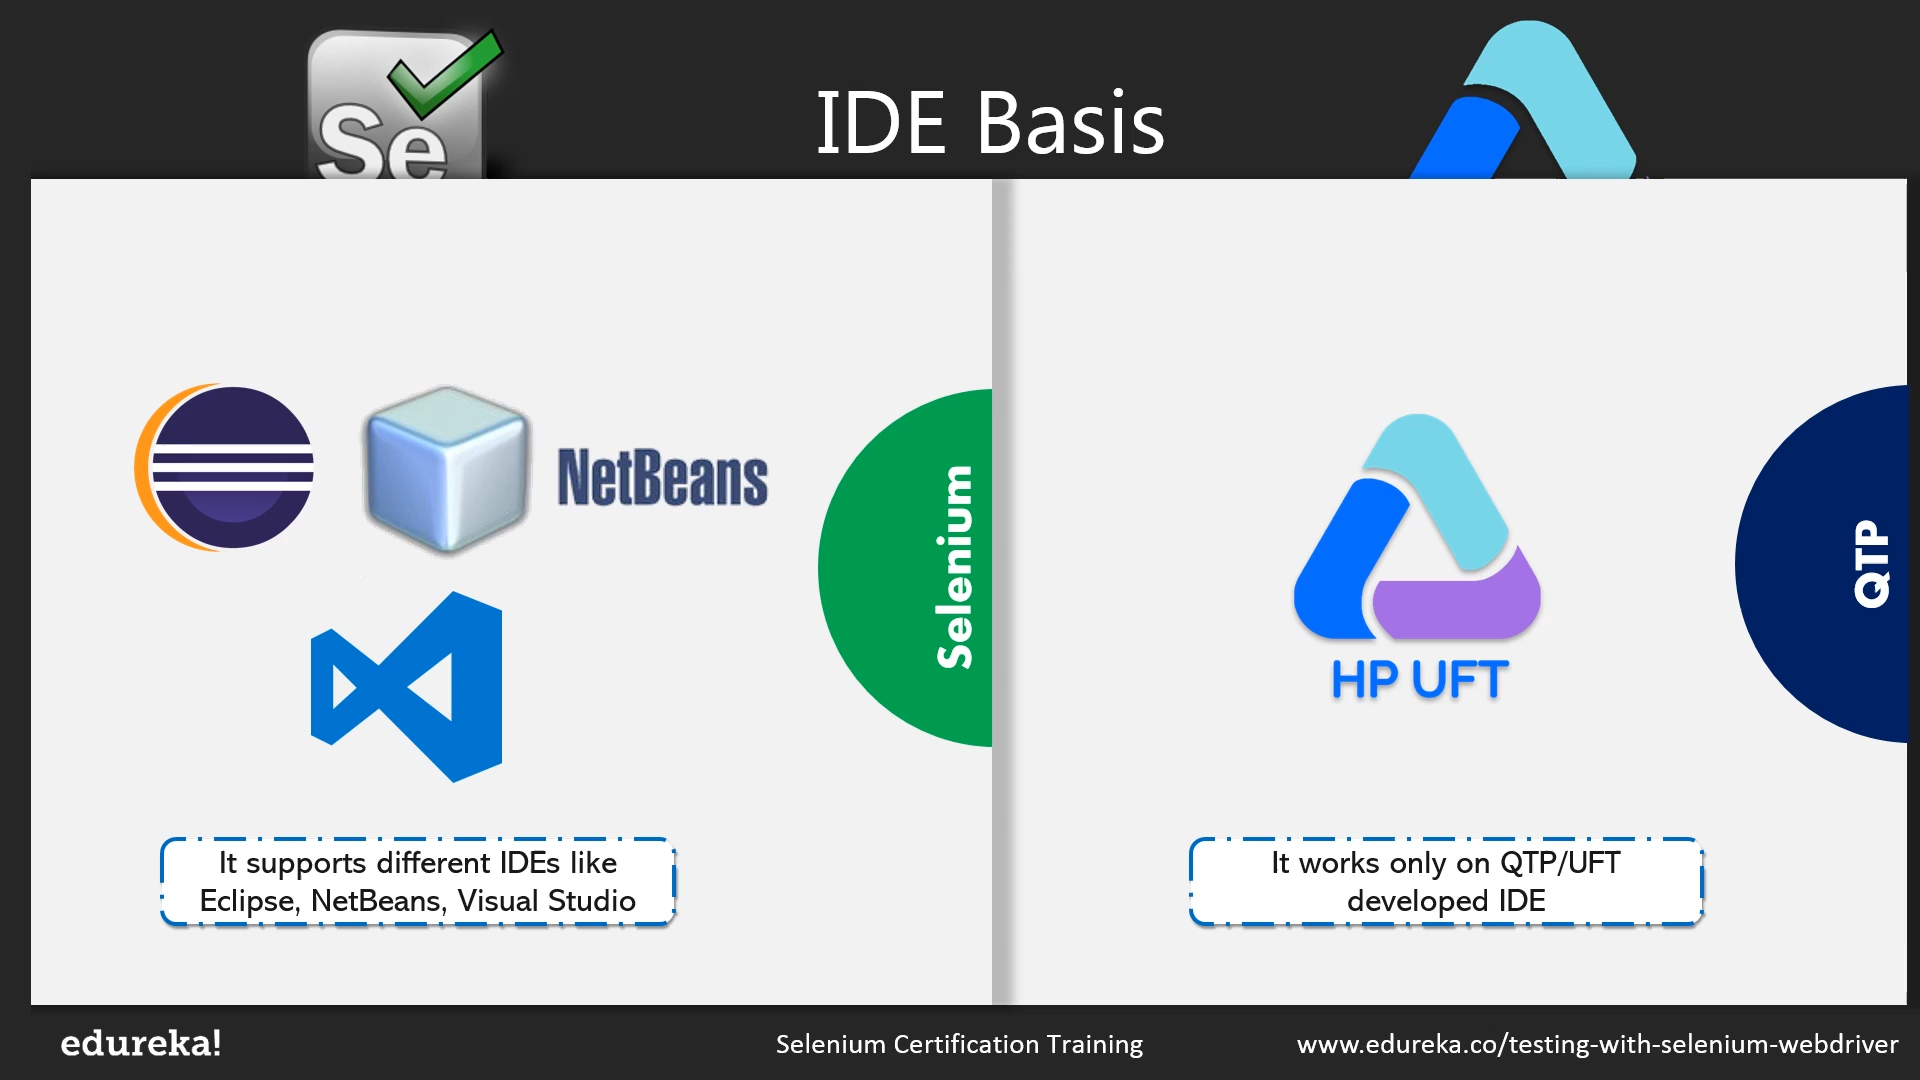 Se
IDE Basis
NetBeans
Selenium
HP UFT
QTP
It supports different IDEs like
Eclipse, NetBeans, Visual Studio
It works only on QTP/UFT
developed IDE
edureka!
Selenium Certification Training
www.edureka.co/testing-with-selenium-webdriver